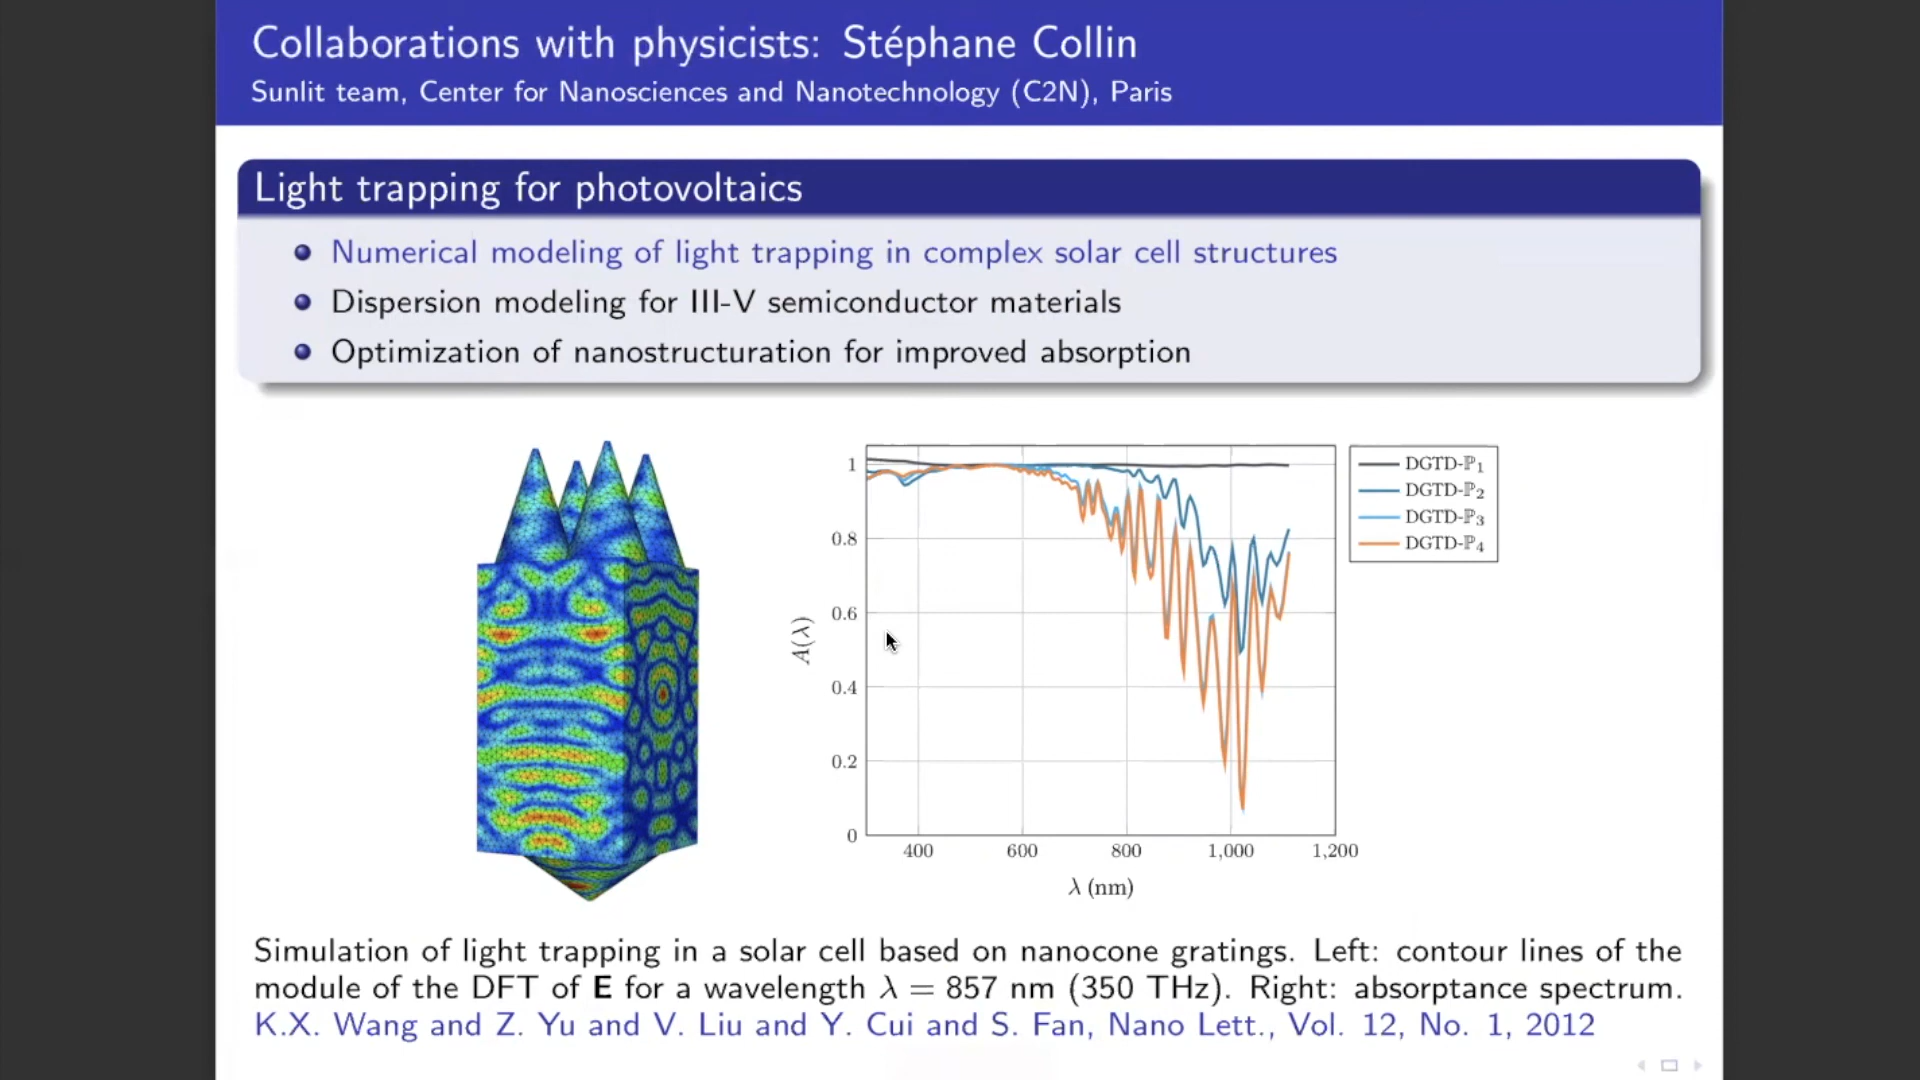 Collaborations with physicists: Stéphane Collin
Sunlit team, Center for Nanosciences and Nanotechnology (C2N), Paris
Light trapping for photovoltaics
Numerical modeling of light trapping in complex solar cell structures
Dispersion modeling for III-V semiconductor materials
Optimization of nanostructuration for improved absorption
1
0.8
0.6
0.4
0.2
0
A(λ)
400 600 800 1,000 1,200
λ (nm)
DGTD-ℙ₁
DGTD-ℙ₂
DGTD-ℙ₃
DGTD-ℙ₄
Simulation of light trapping in a solar cell based on nanocone gratings. Left: contour lines of the
module of the DFT of E for a wavelength λ = 857 nm (350 THz). Right: absorptance spectrum.
K.X. Wang and Z. Yu and V. Liu and Y. Cui and S. Fan, Nano Lett., Vol. 12, No. 1, 2012